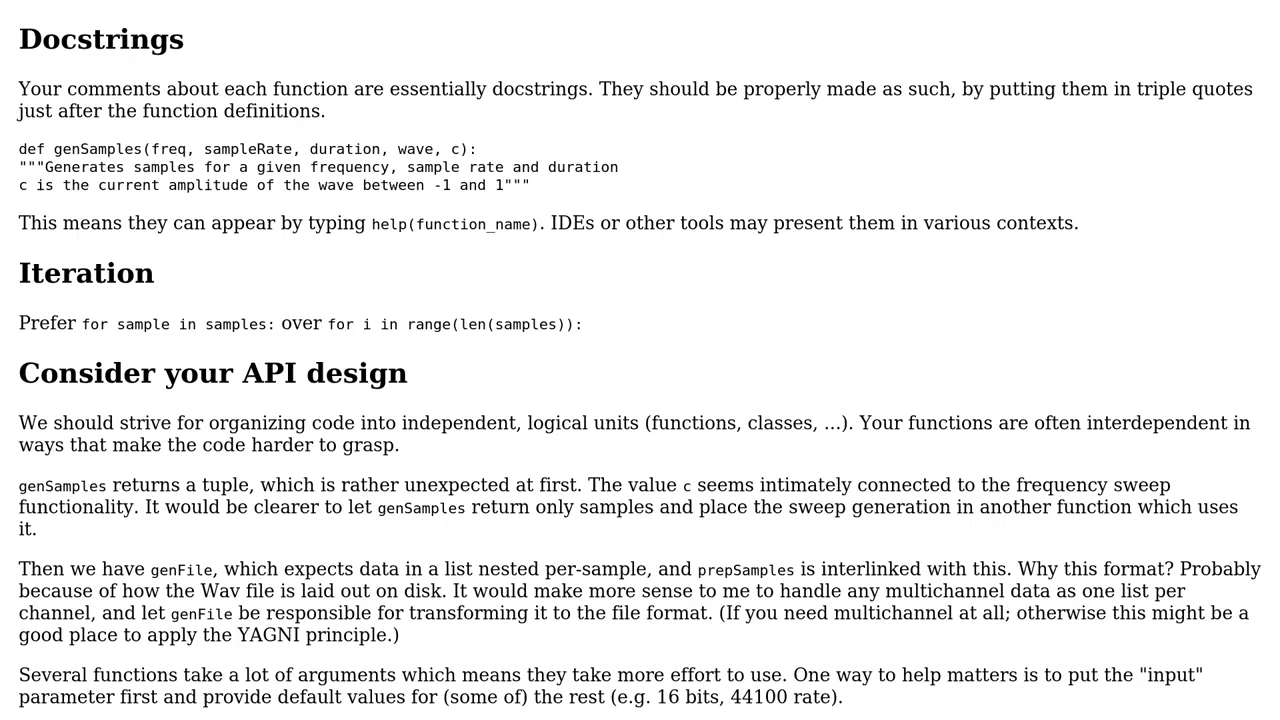 Docstrings
Your comments about each function are essentially docstrings. They should be properly made as such, by putting them in triple quotes
just after the function definitions.
def genSamples(freq, sampleRate, duration, wave, c):
"""Generates samples for a given frequency, sample rate and duration
c is the current amplitude of the wave between -1 and 1"""
This means they can appear by typing help(function_name). IDEs or other tools may present them in various contexts.
Iteration
Prefer for sample in samples: over for i in range(len(samples)):
Consider your API design
We should strive for organizing code into independent, logical units (functions, classes, ...). Your functions are often interdependent in
ways that make the code harder to grasp.
genSamples returns a tuple, which is rather unexpected at first. The value c seems intimately connected to the frequency sweep
functionality. It would be clearer to let genSamples return only samples and place the sweep generation in another function which uses
it.
Then we have genFile, which expects data in a list nested per-sample, and prepSamples is interlinked with this. Why this format? Probably
because of how the Wav file is laid out on disk. It would make more sense to me to handle any multichannel data as one list per
channel, and let genFile be responsible for transforming it to the file format. (If you need multichannel at all; otherwise this might be a
good place to apply the YAGNI principle.)
Several functions take a lot of arguments which means they take more effort to use. One way to help matters is to put the "input"
parameter first and provide default values for (some of) the rest (e.g. 16 bits, 44100 rate).